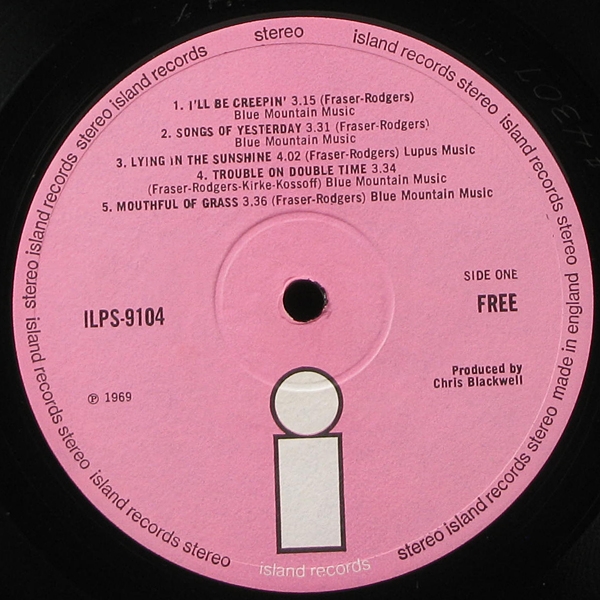 stereo island records stereo island records stereo island records made in england stereo island records stereo
island records
island records stereo island records stereo island records stereo
1. I'LL BE CREEPIN' 3.15 (Fraser-Rodgers)
Blue Mountain Music
2. SONGS OF YESTERDAY 3.31 (Fraser-Rodgers)
Blue Mountain Music
3. LYING IN THE SUNSHINE 4.02 (Fraser-Rodgers) Lupus Music
4. TROUBLE ON DOUBLE TIME 3.34
(Fraser-Rodgers-Kirke-Kossoff) Blue Mountain Music
5. MOUTHFUL OF GRASS 3.36 (Fraser-Rodgers) Blue Mountain Music
SIDE ONE
FREE
ILPS-9104
Produced by
Chris Blackwell
℗ 1969